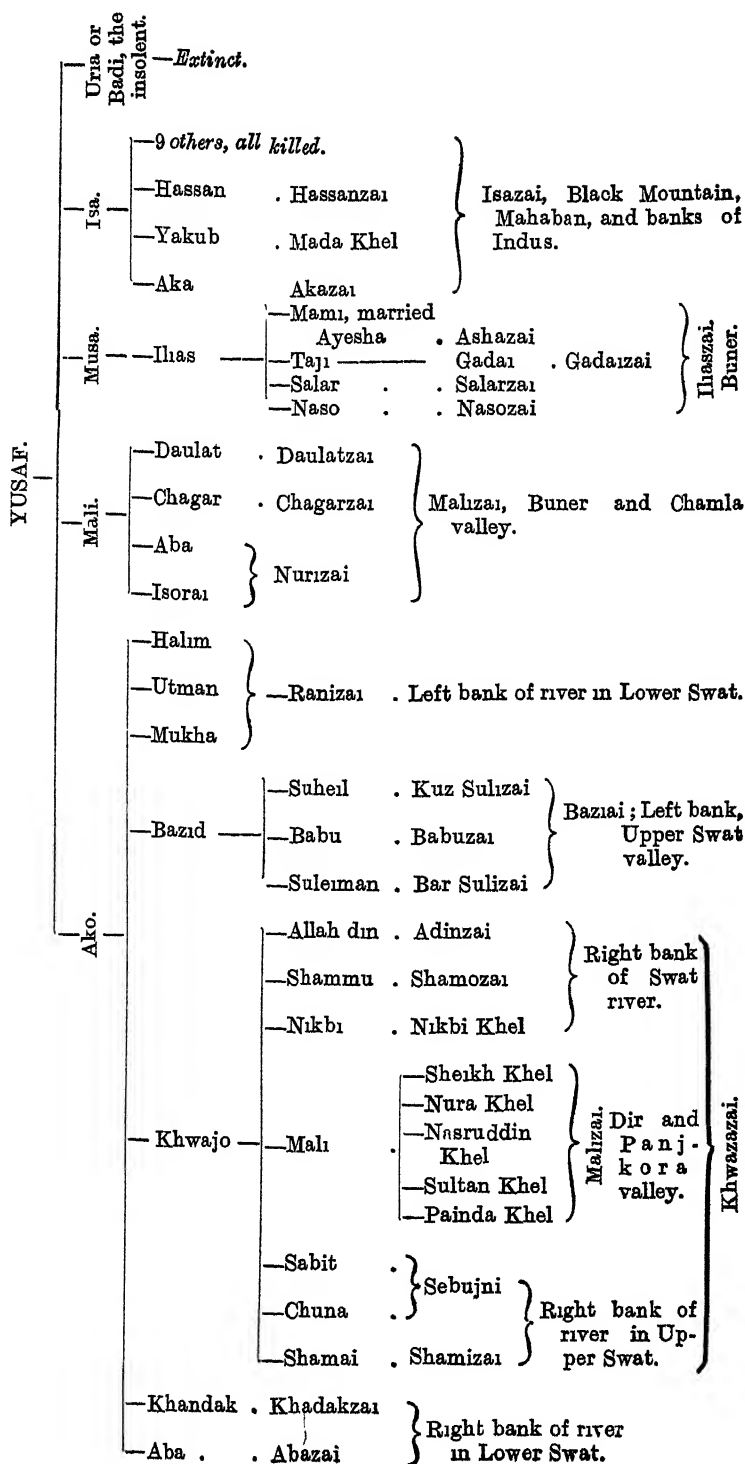 YUSAF.
Uria or Badi, the insolent. —Extinct.
Isa.
—9 others, all killed.
—Hassan . Hassanzai
—Yakub . Mada Khel
—Aka Akazai
Isazai, Black Mountain,
Mahaban, and banks of
Indus.
Musa. —Ilias
—Mami, married
Ayesha . Ashazai
—Taji —— Gadai . Gadaizai
—Salar . . Salarzai
—Naso . . Nasozai
Iliaszai.
Buner.
Mali.
—Daulat . Daulatzai
—Chagar . Chagarzai
—Aba
—Isorai
Nurizai
Malizai, Buner and Chamla
valley.
Ako.
—Halim
—Utman
—Mukha
—Ranizai . Left bank of river in Lower Swat.
—Bazid
—Suheil . Kuz Sulizai
—Babu . Babuzai
—Suleiman . Bar Sulizai
Baziai; Left bank,
Upper Swat
valley.
—Khwajo
—Allah din . Adinzai
—Shammu . Shamozai
—Nikbi . Nikbi Khel
Right bank
of Swat
river.
—Mali .
—Sheikh Khel
—Nura Khel
—Nasruddin
Khel
—Sultan Khel
—Painda Khel
Malizai.
Dir and
Panj-
kora
valley.
—Sabit .
—Chuna .
Sebujni
—Shamai . Shamizai
Right bank of
river in Up-
per Swat.
Khwazazai.
—Khandak . Khadakzai
—Aba . . Abazai
Right bank of river
in Lower Swat.